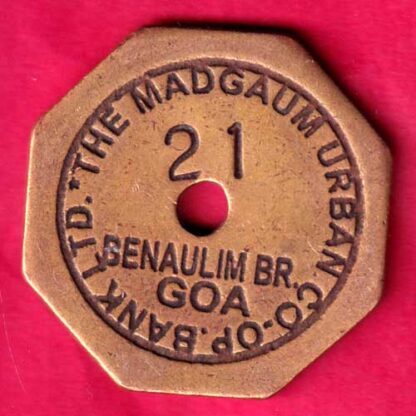 * THE MADGAUM URBAN CO-OP. BANK LTD.
21
BENAULIM BR.
GOA